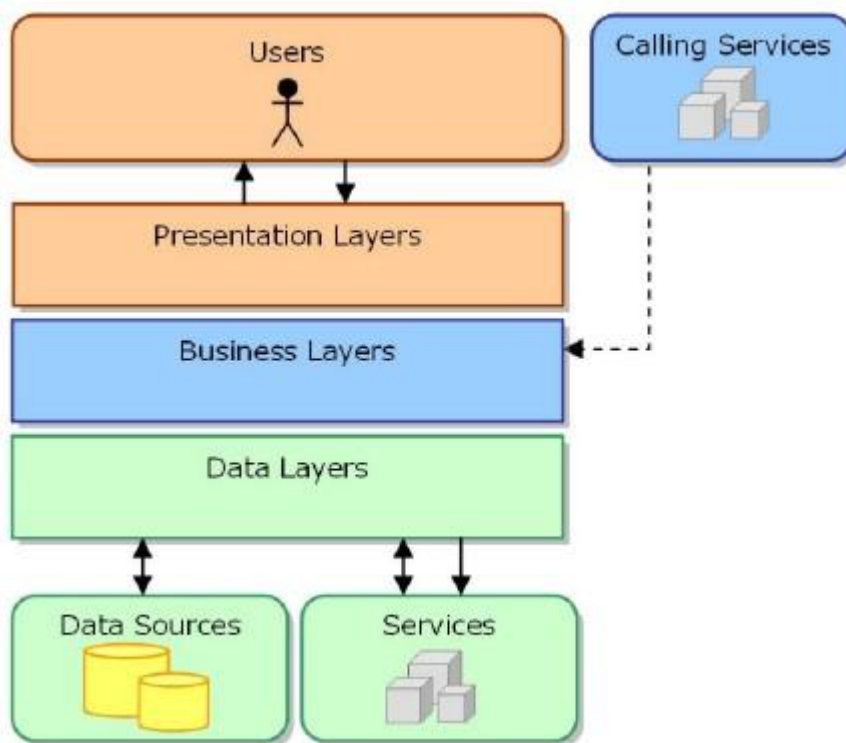 Users
Calling Services
Presentation Layers
Business Layers
Data Layers
Data Sources
Services